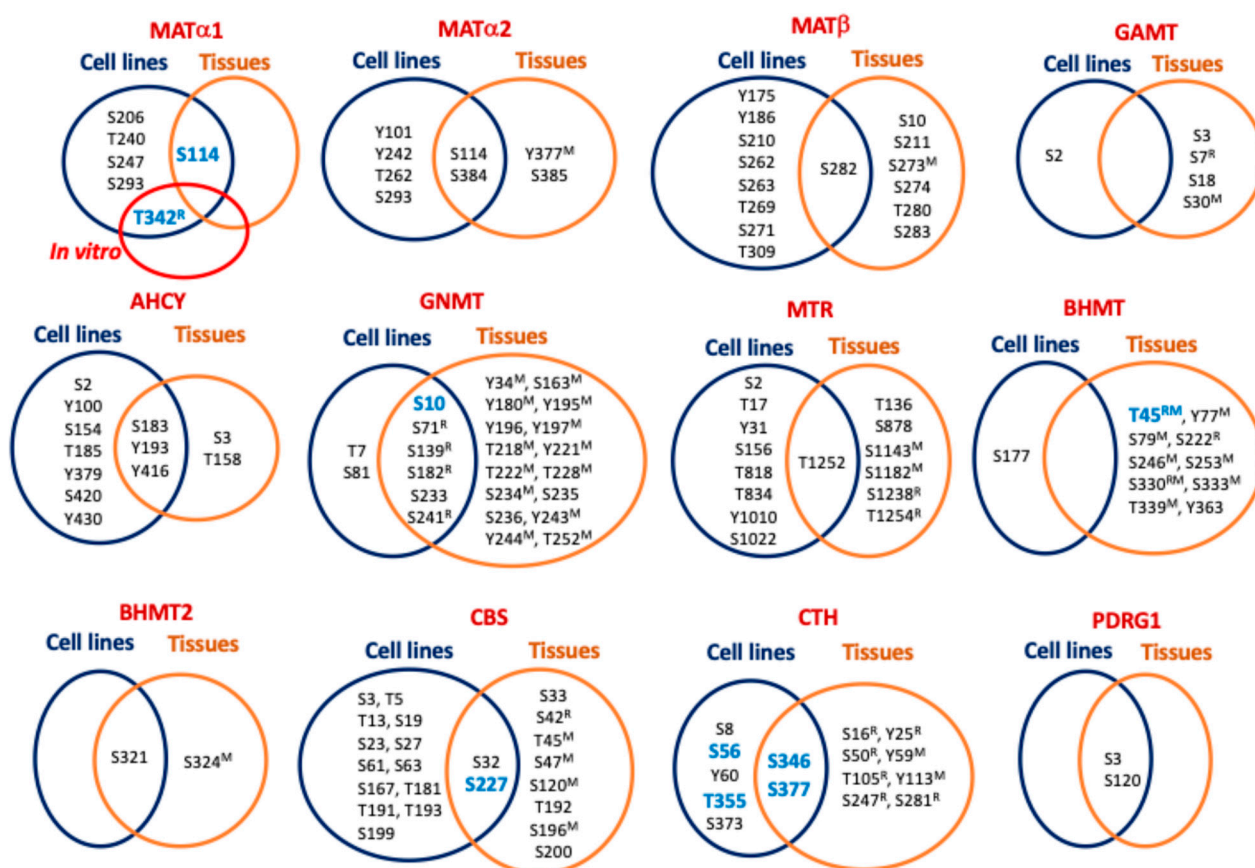 MATα1
Cell lines Tissues
S206
T240
S247
S293
S114
T342ᴿ
In vitro
MATα2
Cell lines Tissues
Y101
Y242
T262
S293
S114
S384
Y377ᴹ
S385
MATβ
Cell lines Tissues
Y175
Y186
S210
S262
S263
T269
S271
T309
S282
S10
S211
S273ᴹ
S274
T280
S283
GAMT
Cell lines Tissues
S2
S3
S7ᴿ
S18
S30ᴹ
AHCY
Cell lines Tissues
S2
Y100
S154
T185
Y379
S420
Y430
S183
Y193
Y416
S3
T158
GNMT
Cell lines Tissues
T7
S81
S10
S71ᴿ
S139ᴿ
S182ᴿ
S233
S241ᴿ
Y34ᴹ, S163ᴹ
Y180ᴹ, Y195ᴹ
Y196, Y197ᴹ
T218ᴹ, Y221ᴹ
T222ᴹ, T228ᴹ
S234ᴹ, S235
S236, Y243ᴹ
Y244ᴹ, T252ᴹ
MTR
Cell lines Tissues
S2
T17
Y31
S156
T818
T834
Y1010
S1022
T1252
T136
S878
S1143ᴹ
S1182ᴹ
S1238ᴿ
T1254ᴿ
BHMT
Cell lines Tissues
S177
T45ᴿᴹ, Y77ᴹ
S79ᴹ, S222ᴿ
S246ᴹ, S253ᴹ
S330ᴿᴹ, S333ᴹ
T339ᴹ, Y363
BHMT2
Cell lines Tissues
S321
S324ᴹ
CBS
Cell lines Tissues
S3, T5
T13, S19
S23, S27
S61, S63
S167, T181
T191, T193
S199
S32
S227
S33
S42ᴿ
T45ᴹ
S47ᴹ
S120ᴹ
T192
S196ᴹ
S200
CTH
Cell lines Tissues
S8
S56
Y60
T355
S373
S346
S377
S16ᴿ, Y25ᴿ
S50ᴿ, Y59ᴹ
T105ᴿ, Y113ᴹ
S247ᴿ, S281ᴿ
PDRG1
Cell lines Tissues
S3
S120